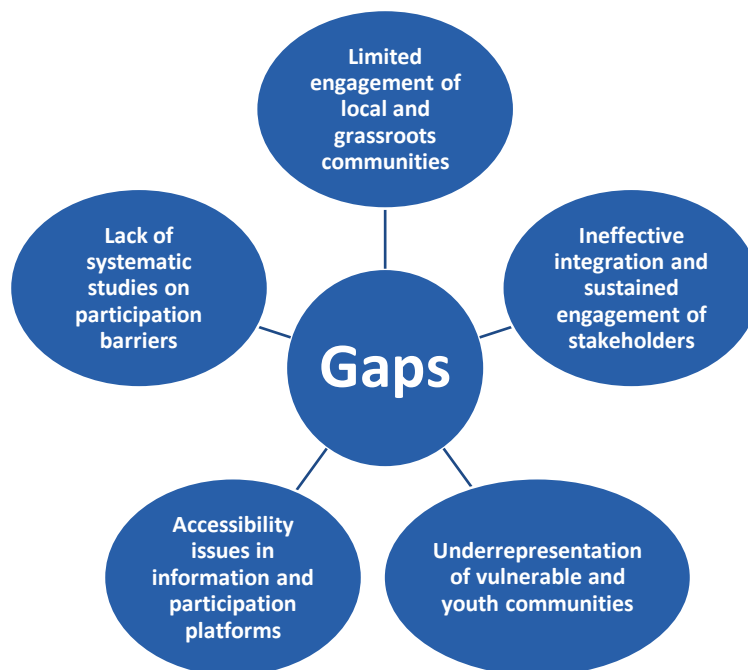 Limited
engagement of
local and
grassroots
communities
Ineffective
integration and
sustained
engagement of
stakeholders
Underrepresentation
of vulnerable and
youth communities
Accessibility
issues in
information and
participation
platforms
Lack of
systematic
studies on
participation
barriers
Gaps